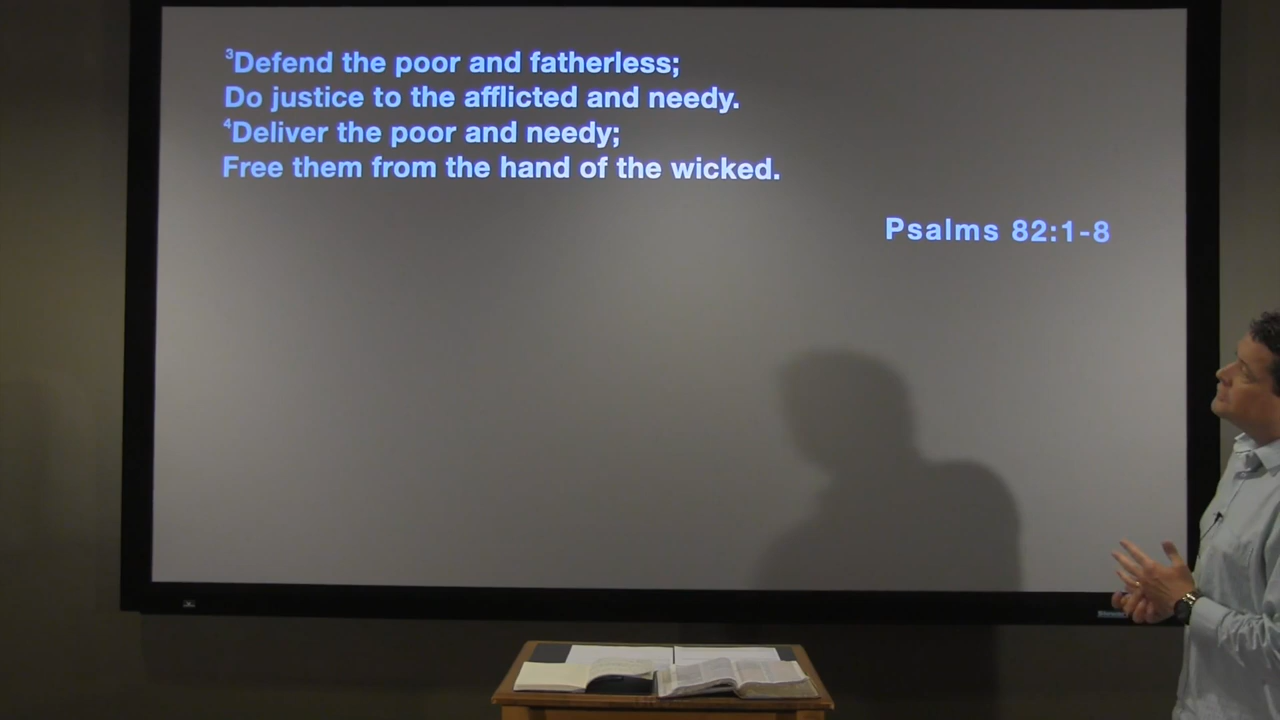 ³Defend the poor and fatherless;
Do justice to the afflicted and needy.
⁴Deliver the poor and needy;
Free them from the hand of the wicked.
Psalms 82:1-8